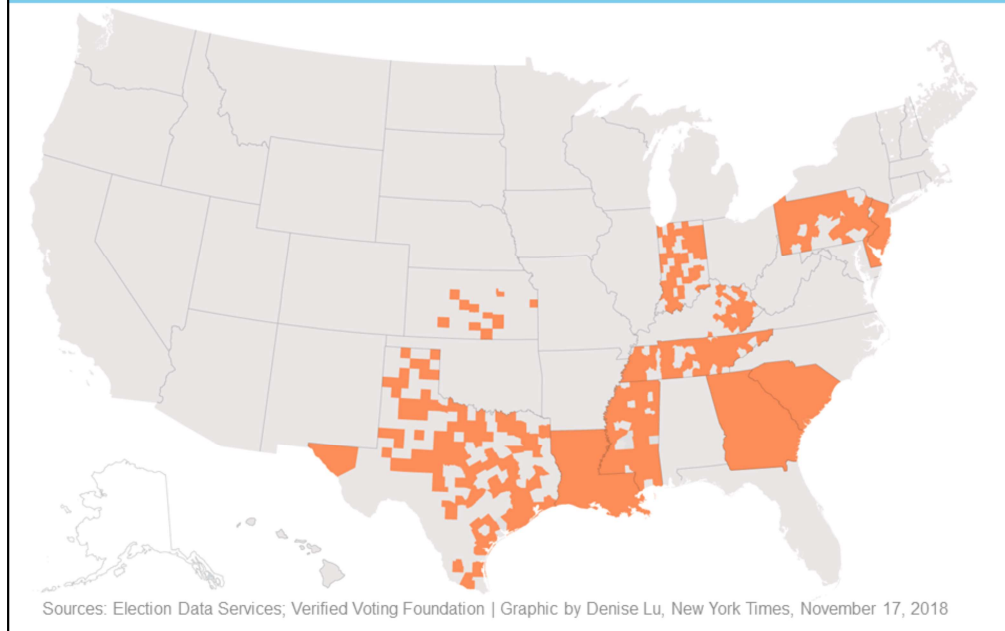 Sources: Election Data Services; Verified Voting Foundation | Graphic by Denise Lu, New York Times, November 17, 2018